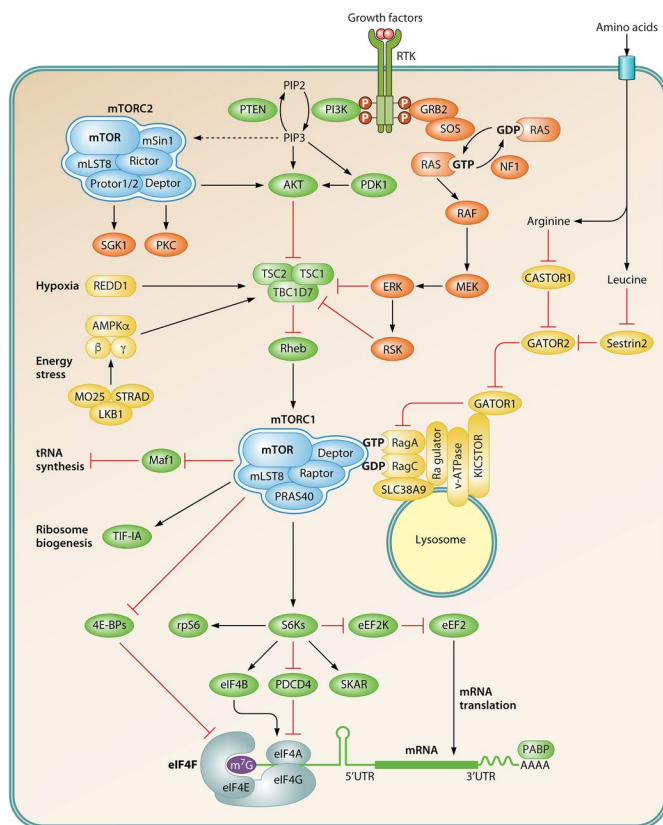 Growth factors
Amino acids
RTK
PIP2
PTEN
PI3K
P
P
P
P
GRB2
SOS
GDP
RAS
mTORC2
mTOR
mSin1
mLST8
Rictor
Protor1/2
Deptor
PIP3
RAS
GTP
NF1
AKT
PDK1
RAF
SGK1
PKC
Arginine
TSC2
TSC1
TBC1D7
ERK
MEK
CASTOR1
Leucine
Hypoxia
REDD1
AMPKα
β
γ
Energy
stress
MO25
STRAD
LKB1
Rheb
RSK
GATOR2
Sestrin2
GATOR1
mTORC1
mTOR
Deptor
mLST8
Raptor
PRAS40
GTP
RagA
GDP
RagC
SLC38A9
Ra gulator
v-ATPase
KICSTOR
Lysosome
tRNA
synthesis
Maf1
Ribosome
biogenesis
TIF-IA
4E-BPs
rpS6
S6Ks
eEF2K
eEF2
eIF4B
PDCD4
SKAR
mRNA
translation
eIF4F
m7G
eIF4A
eIF4E
eIF4G
5′UTR
mRNA
3′UTR
PABP
AAAA